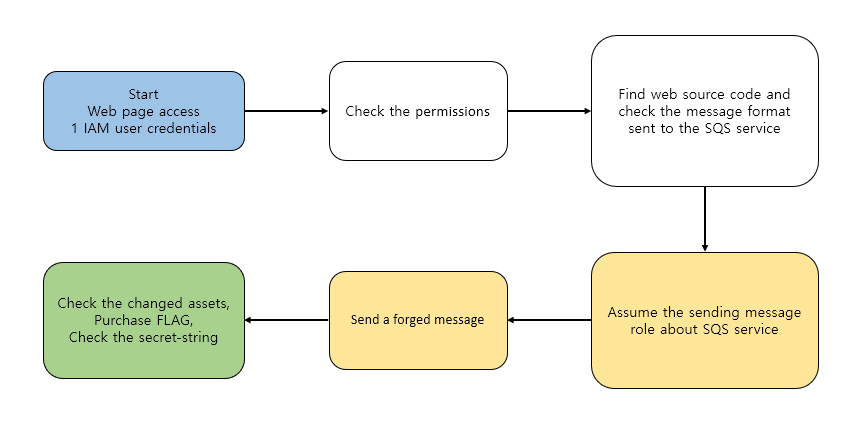 Start
Web page access
1 IAM user credentials
Check the permissions
Find web source code and
check the message format
sent to the SQS service
Assume the sending message
role about SQS service
Send a forged message
Check the changed assets,
Purchase FLAG,
Check the secret-string